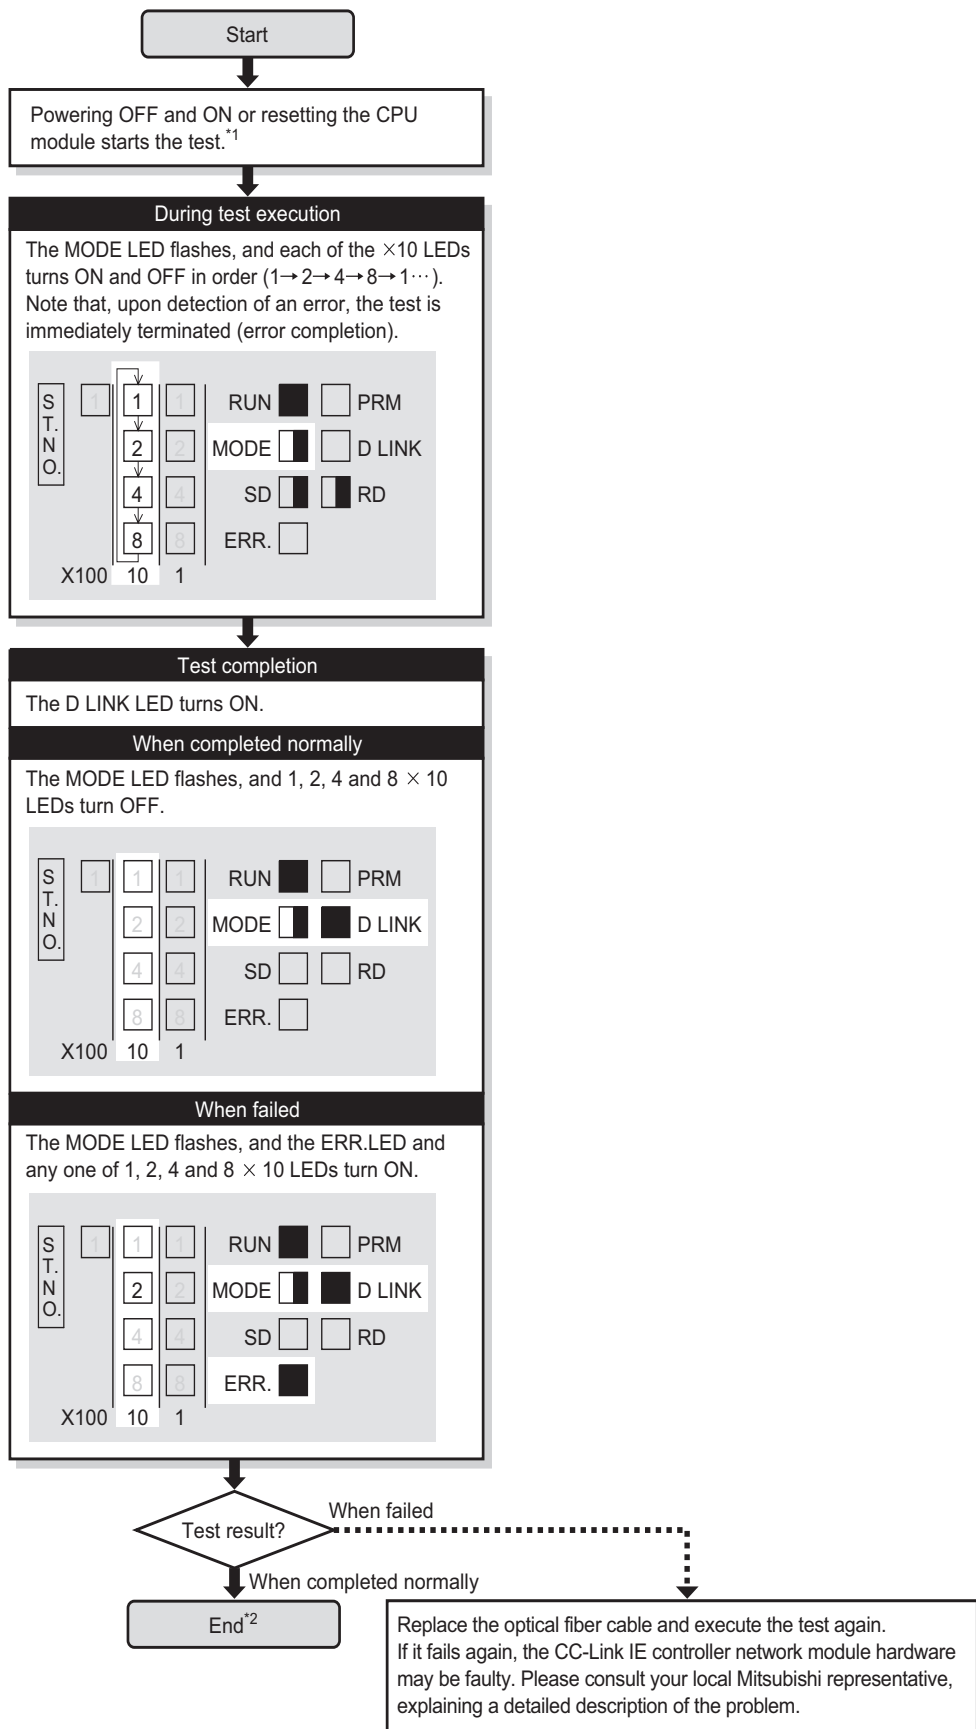 Start
Powering OFF and ON or resetting the CPU
module starts the test.*1
During test execution
The MODE LED flashes, and each of the ×10 LEDs
turns ON and OFF in order (1→2→4→8→1···).
Note that, upon detection of an error, the test is
immediately terminated (error completion).
ST.NO.
1 1 1 RUN PRM
2 2 MODE D LINK
4 4 SD RD
8 8 ERR.
X100 10 1
Test completion
The D LINK LED turns ON.
When completed normally
The MODE LED flashes, and 1, 2, 4 and 8 × 10
LEDs turn OFF.
ST.NO.
1 1 1 RUN PRM
2 2 MODE D LINK
4 4 SD RD
8 8 ERR.
X100 10 1
When failed
The MODE LED flashes, and the ERR.LED and
any one of 1, 2, 4 and 8 × 10 LEDs turn ON.
ST.NO.
1 1 1 RUN PRM
2 2 MODE D LINK
4 4 SD RD
8 8 ERR.
X100 10 1
Test result?
When failed
When completed normally
End*2
Replace the optical fiber cable and execute the test again.
If it fails again, the CC-Link IE controller network module hardware
may be faulty. Please consult your local Mitsubishi representative,
explaining a detailed description of the problem.